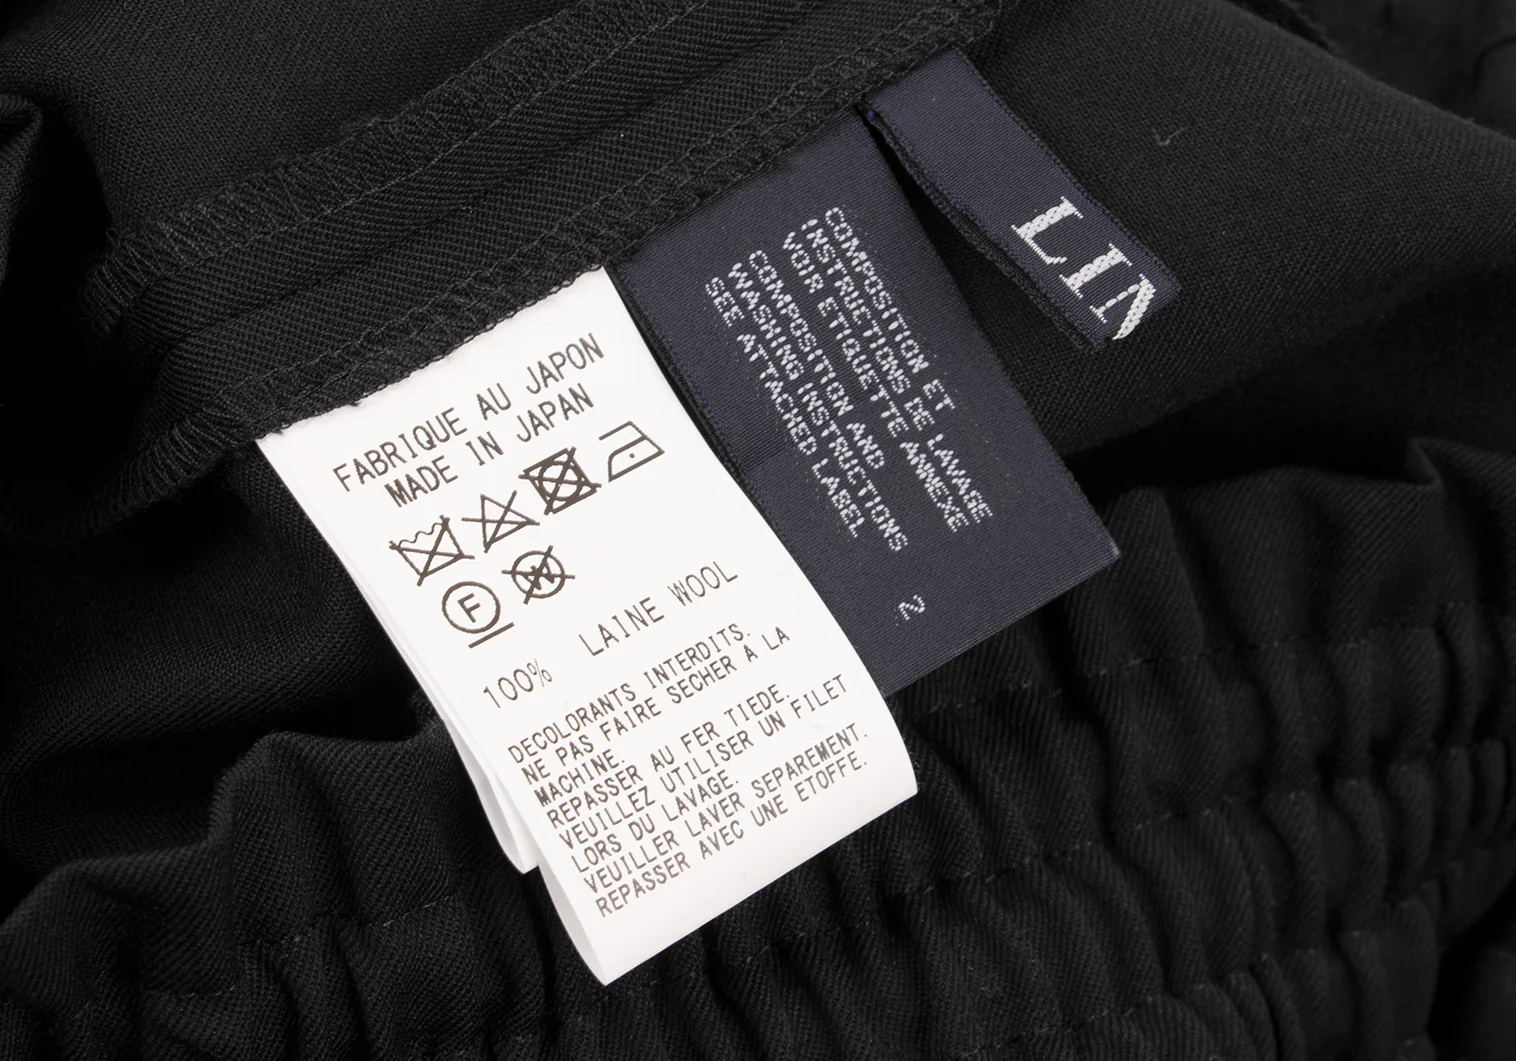 FABRIQUE AU JAPON
MADE IN JAPAN
F
W
100% LAINE WOOL
DECOLORANTS INTERDITS.
NE PAS FAIRE SECHER A LA
MACHINE.
REPASSER AU FER TIEDE.
VEUILLEZ UTILISER UN FILET
LORS DU LAVAGE.
VEUILLER LAVER SEPAREMENT.
REPASSER AVEC UNE ETOFFE.
COMPOSITION ET
INSTRUCTIONS DE LAVAGE
VOIR ETIQUETTE ANNEXE
COMPOSITION AND
WASHING INSTRUCTIONS
SEE ATTACHED LABEL
2
LIN